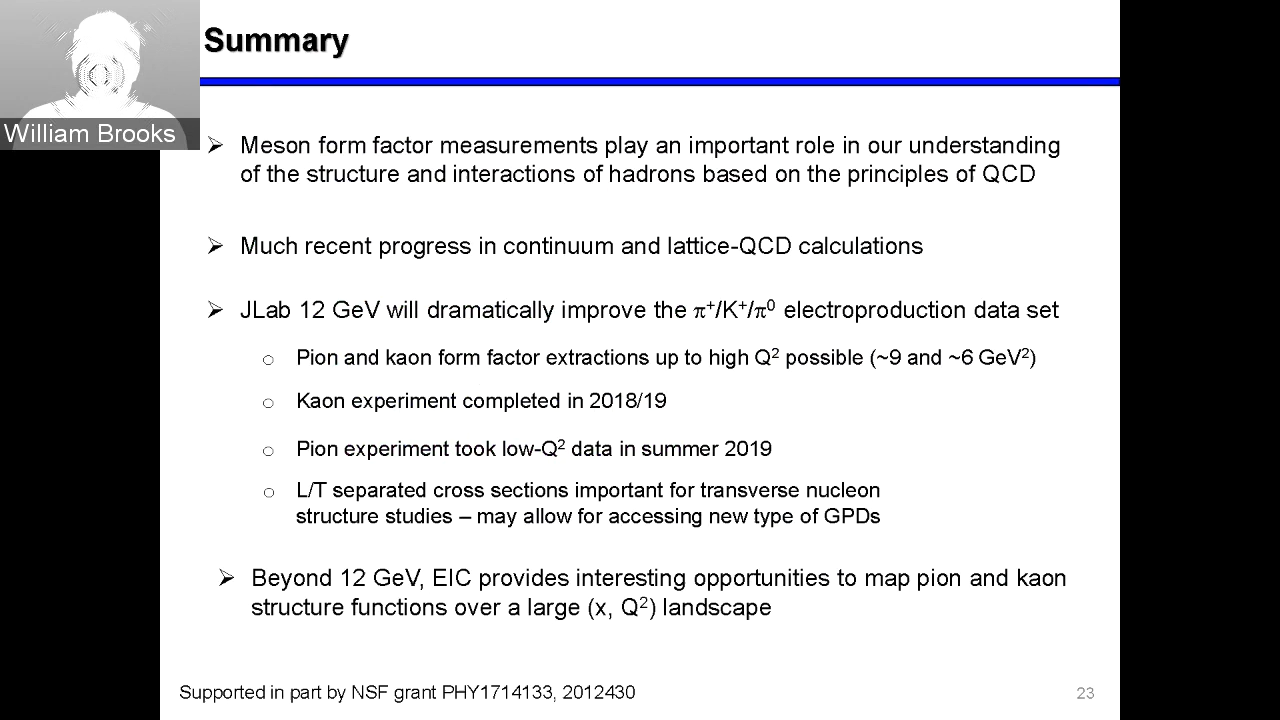 Summary
William Brooks
➢ Meson form factor measurements play an important role in our understanding
of the structure and interactions of hadrons based on the principles of QCD
➢ Much recent progress in continuum and lattice-QCD calculations
➢ JLab 12 GeV will dramatically improve the π⁺/K⁺/π⁰ electroproduction data set
○ Pion and kaon form factor extractions up to high Q² possible (~9 and ~6 GeV²)
○ Kaon experiment completed in 2018/19
○ Pion experiment took low-Q² data in summer 2019
○ L/T separated cross sections important for transverse nucleon
structure studies – may allow for accessing new type of GPDs
➢ Beyond 12 GeV, EIC provides interesting opportunities to map pion and kaon
structure functions over a large (x, Q²) landscape
Supported in part by NSF grant PHY1714133, 2012430
23